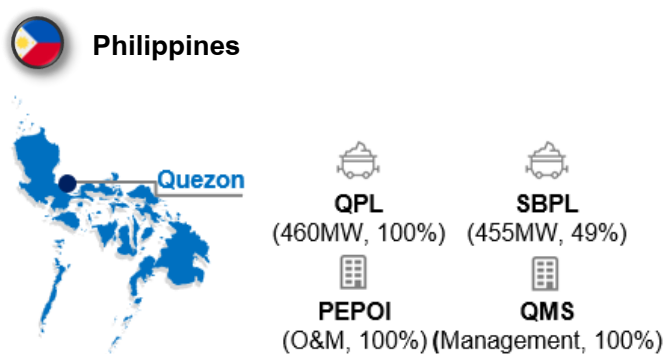 Philippines
Quezon
QPL
(460MW, 100%)
SBPL
(455MW, 49%)
PEPOI
(O&M, 100%)
QMS
(Management, 100%)